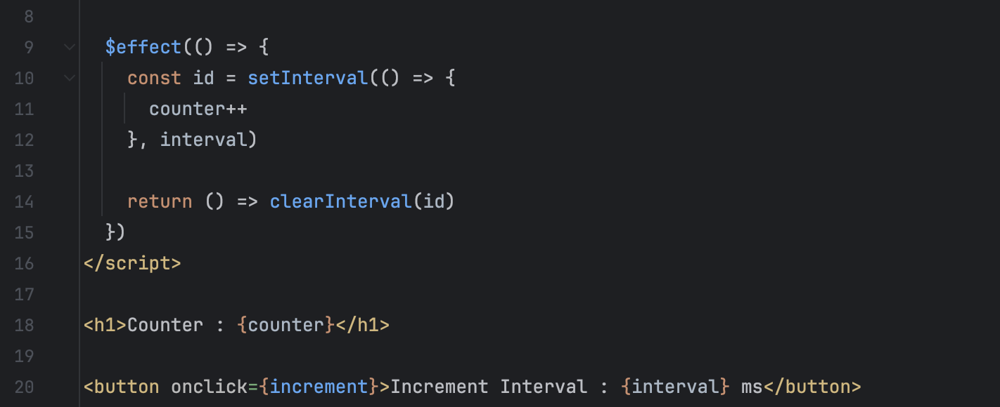 8
9 $effect(() => {
10 const id = setInterval(() => {
11 counter++
12 }, interval)
13
14 return () => clearInterval(id)
15 })
16 </script>
17
18 <h1>Counter : {counter}</h1>
19
20 <button onclick={increment}>Increment Interval : {interval} ms</button>